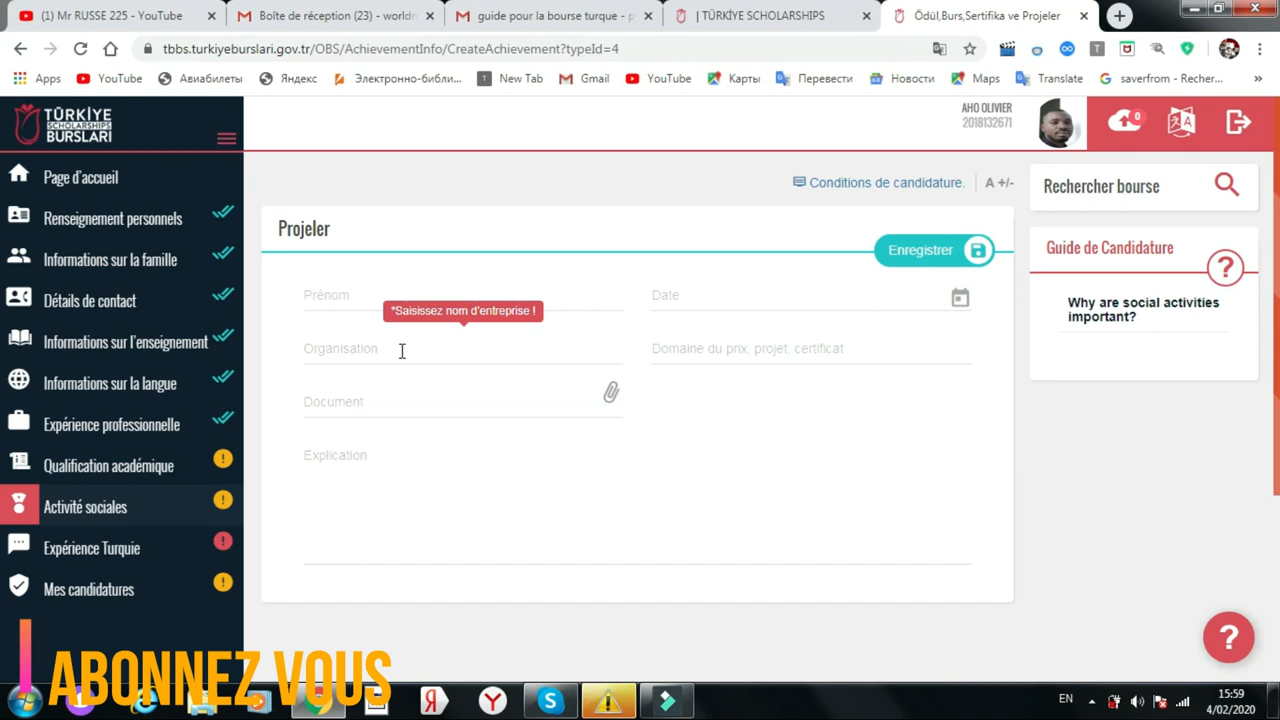 (1) Mr RUSSE 225 - YouTube
Boîte de réception (23) - worldn
guide pour la bourse turque - p
| TÜRKİYE SCHOLARSHIPS
Ödül,Burs,Sertifika ve Projeler
tbbs.turkiyeburslari.gov.tr/OBS/AchievementInfo/CreateAchievement?typeId=4
Apps
YouTube
Авиабилеты
Яндекс
Электронно-библи...
New Tab
Gmail
YouTube
Карты
Перевести
Новости
Maps
Translate
saverfrom - Recher...
TÜRKİYE
SCHOLARSHIPS
BURSLARI
AHO OLIVIER
2018132671
0
Page d'accueil
Renseignement personnels
Informations sur la famille
Détails de contact
Informations sur l'enseignement
Informations sur la langue
Expérience professionnelle
Qualification académique
Activité sociales
Expérience Turquie
Mes candidatures
Conditions de candidature.
A +/-
Projeler
Enregistrer
Prénom
Date
*Saisissez nom d'entreprise !
Organisation
Domaine du prix, projet, certificat
Document
Explication
Rechercher bourse
Guide de Candidature
Why are social activities
important?
ABONNEZ VOUS
EN
15:59
4/02/2020